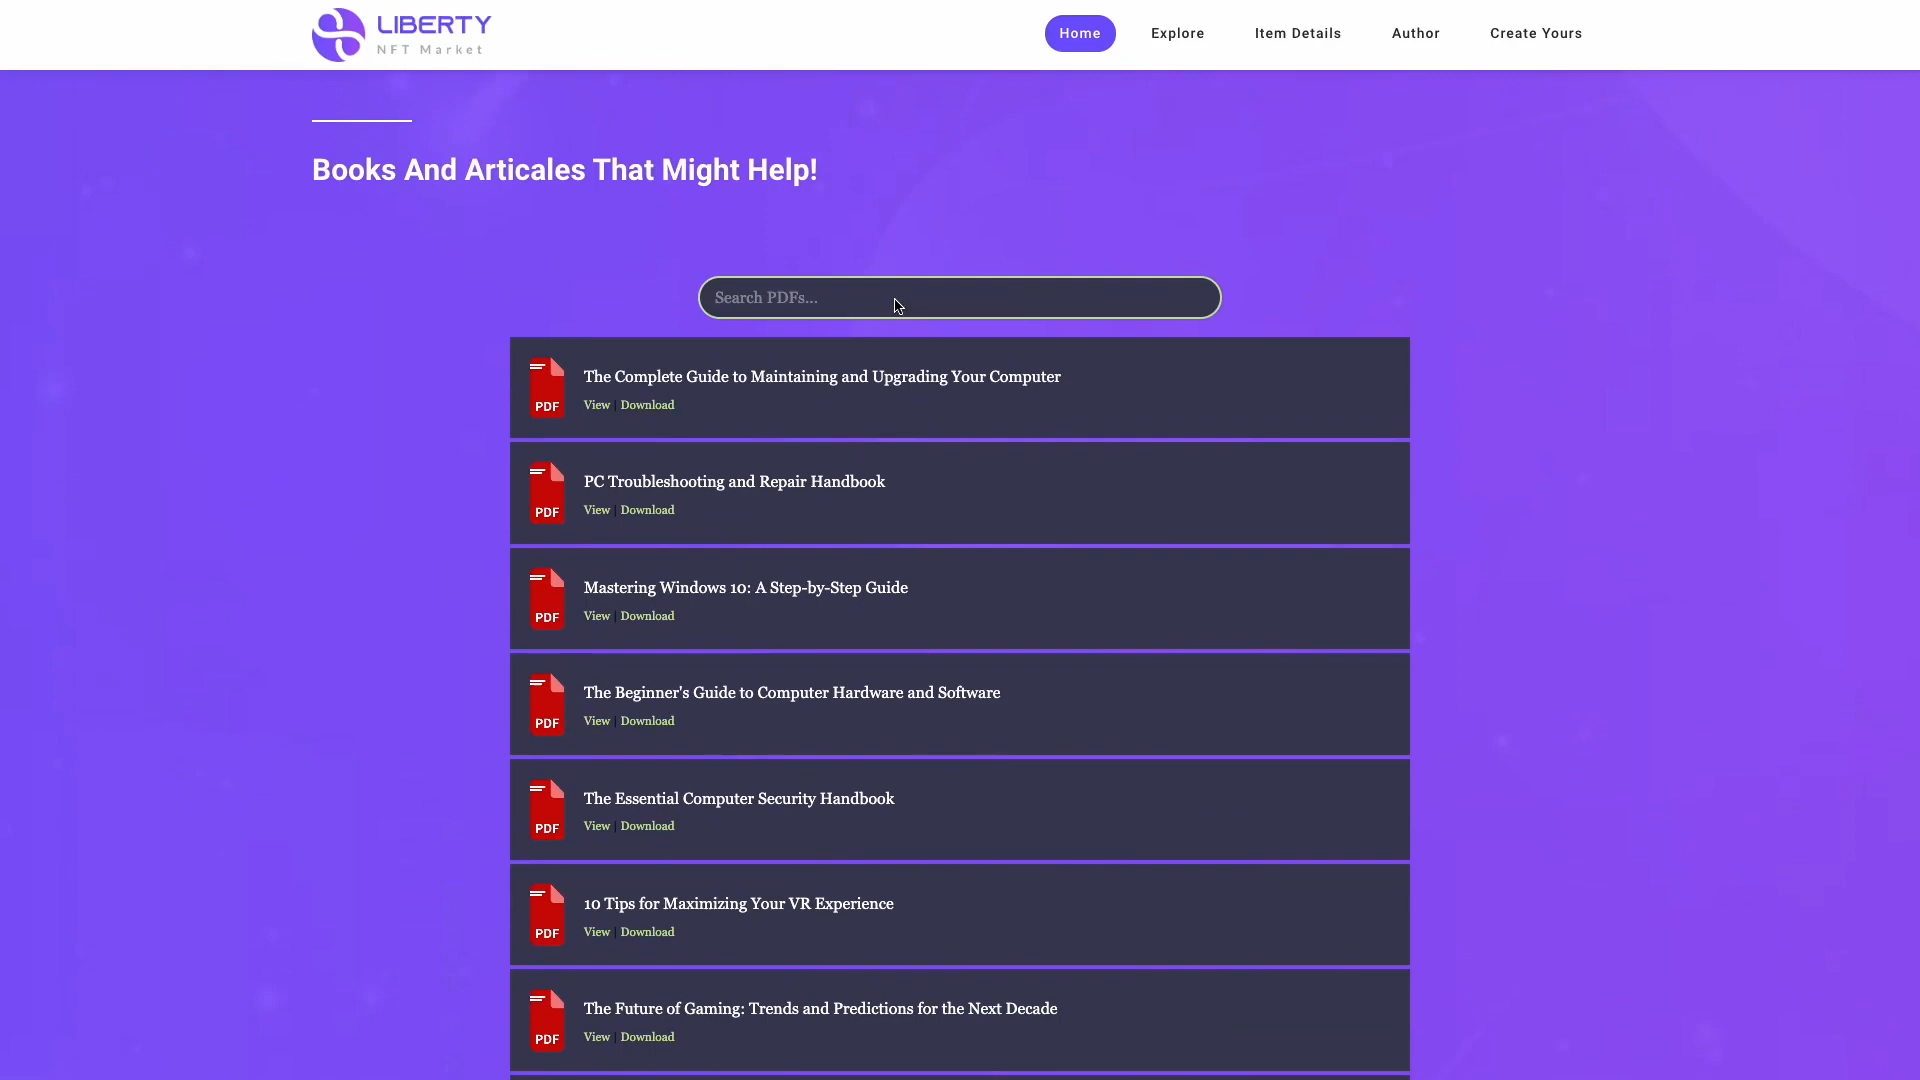 LIBERTY
NFT Market
Home Explore Item Details Author Create Yours
Books And Articales That Might Help!
Search PDFs...
PDF
The Complete Guide to Maintaining and Upgrading Your Computer
View | Download
PDF
PC Troubleshooting and Repair Handbook
View | Download
PDF
Mastering Windows 10: A Step-by-Step Guide
View | Download
PDF
The Beginner's Guide to Computer Hardware and Software
View | Download
PDF
The Essential Computer Security Handbook
View | Download
PDF
10 Tips for Maximizing Your VR Experience
View | Download
PDF
The Future of Gaming: Trends and Predictions for the Next Decade
View | Download